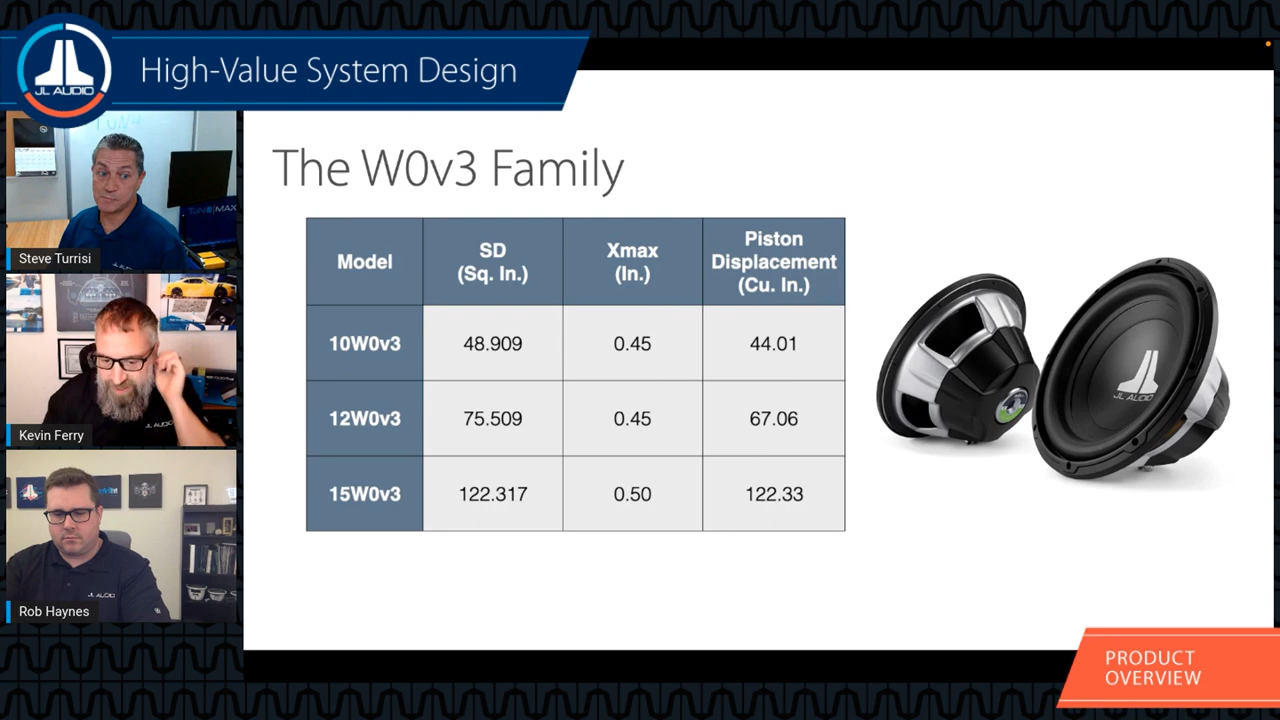 JL AUDIO
High-Value System Design
Steve Turrisi
Kevin Ferry
Rob Haynes
The W0v3 Family
Model
SD
(Sq. In.)
Xmax
(In.)
Piston
Displacement
(Cu. In.)
10W0v3
48.909
0.45
44.01
12W0v3
75.509
0.45
67.06
15W0v3
122.317
0.50
122.33
JL AUDIO
PRODUCT
OVERVIEW